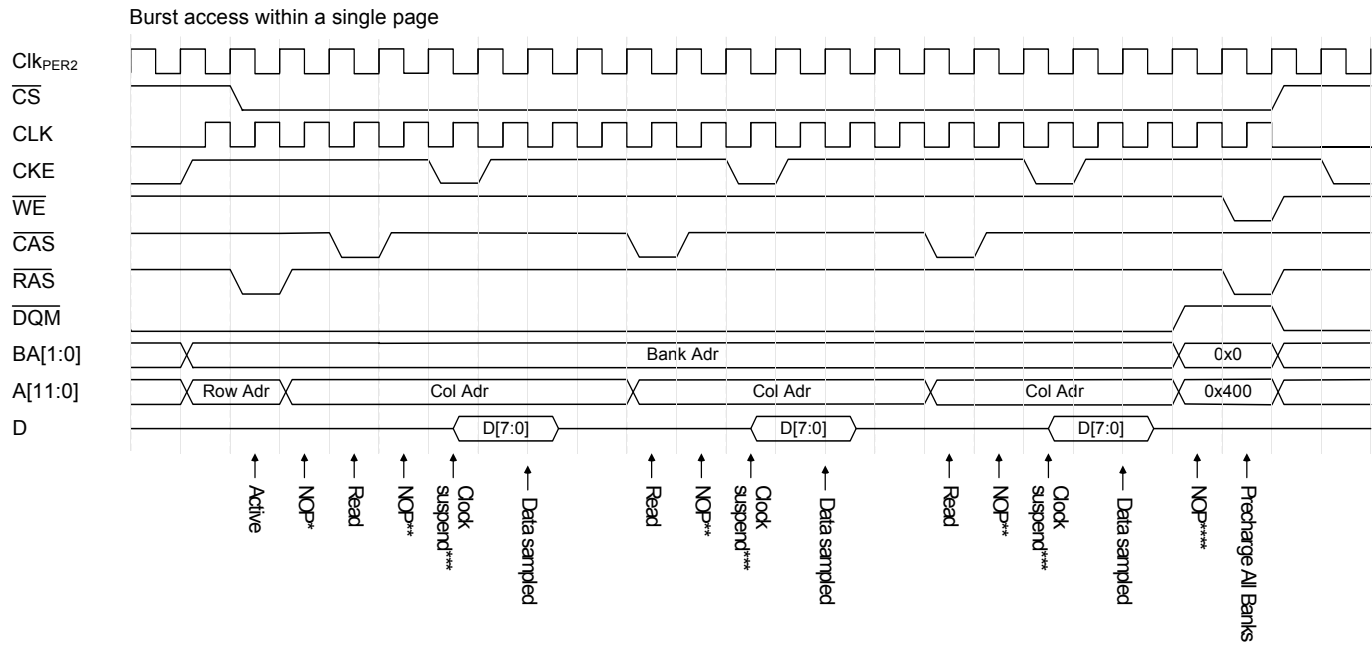 Burst access within a single page
Clk_PER2
CS
CLK
CKE
WE
CAS
RAS
DQM
BA[1:0] Bank Adr 0x0
A[11:0] Row Adr Col Adr Col Adr Col Adr 0x400
D D[7:0] D[7:0] D[7:0]
Active
NOP*
Read
NOP**
Clock
suspend***
Data sampled
Read
NOP**
Clock
suspend***
Data sampled
Read
NOP**
Clock
suspend***
Data sampled
NOP****
Precharge All Banks